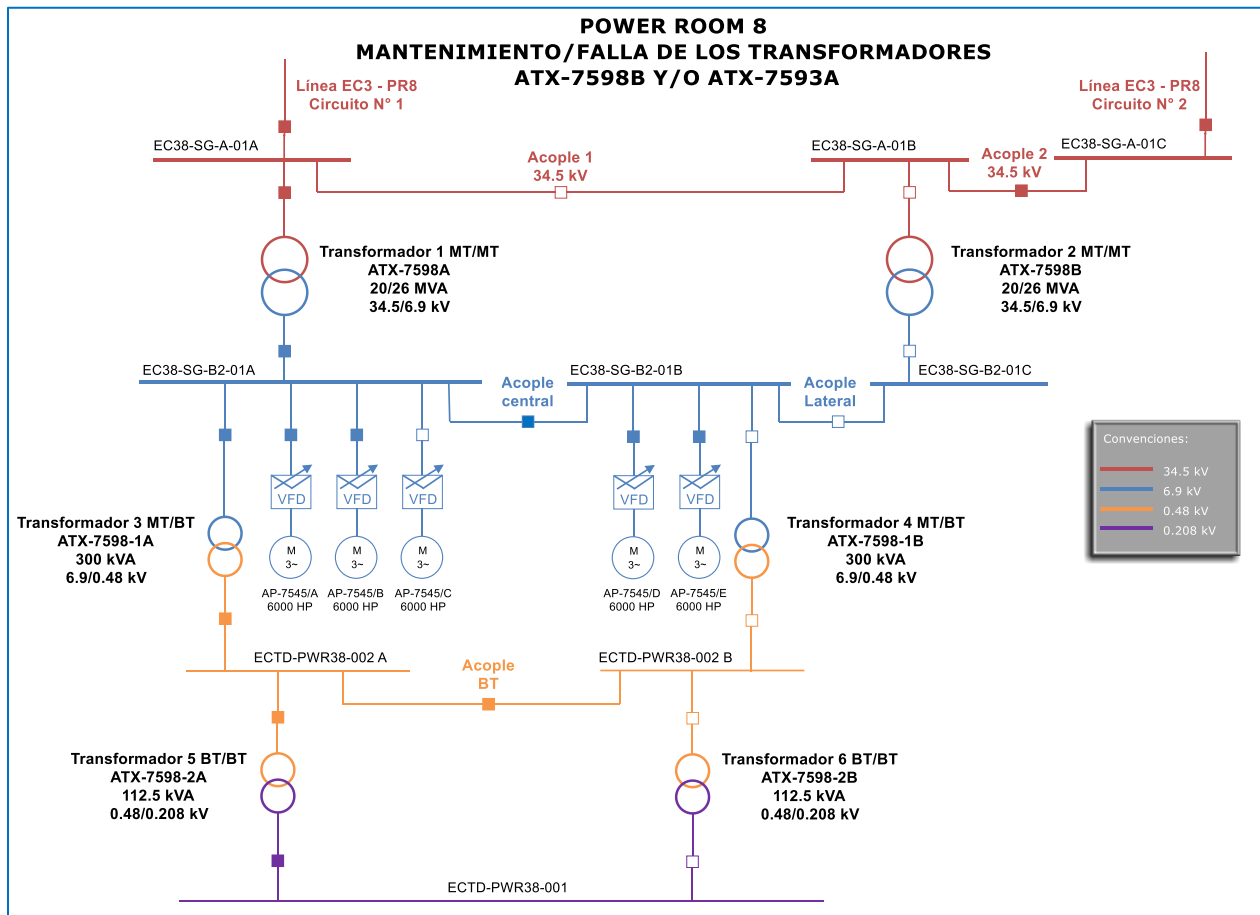 POWER ROOM 8
MANTENIMIENTO/FALLA DE LOS TRANSFORMADORES
ATX-7598B Y/O ATX-7593A
Línea EC3 - PR8
Circuito N° 1
Línea EC3 - PR8
Circuito N° 2
EC38-SG-A-01A
Acople 1
34.5 kV
EC38-SG-A-01B
Acople 2
34.5 kV
EC38-SG-A-01C
Transformador 1 MT/MT
ATX-7598A
20/26 MVA
34.5/6.9 kV
Transformador 2 MT/MT
ATX-7598B
20/26 MVA
34.5/6.9 kV
EC38-SG-B2-01A
Acople
central
EC38-SG-B2-01B
Acople
Lateral
EC38-SG-B2-01C
Convenciones:
34.5 kV
6.9 kV
0.48 kV
0.208 kV
VFD
VFD
VFD
VFD
VFD
Transformador 3 MT/BT
ATX-7598-1A
300 kVA
6.9/0.48 kV
M
3~
M
3~
M
3~
M
3~
M
3~
AP-7545/A
6000 HP
AP-7545/B
6000 HP
AP-7545/C
6000 HP
AP-7545/D
6000 HP
AP-7545/E
6000 HP
Transformador 4 MT/BT
ATX-7598-1B
300 kVA
6.9/0.48 kV
ECTD-PWR38-002 A
Acople
BT
ECTD-PWR38-002 B
Transformador 5 BT/BT
ATX-7598-2A
112.5 kVA
0.48/0.208 kV
Transformador 6 BT/BT
ATX-7598-2B
112.5 kVA
0.48/0.208 kV
ECTD-PWR38-001